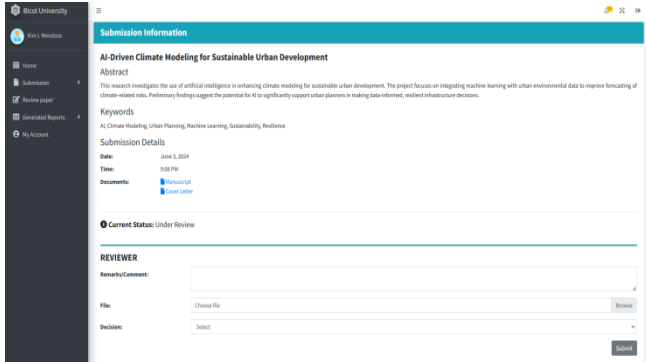 Bicol University
Kim L Mendoza
Home
Submission
Review paper
Generated Reports
My Account
Submission Information
AI-Driven Climate Modeling for Sustainable Urban Development
Abstract
This research investigates the use of artificial intelligence in enhancing climate modeling for sustainable urban development. The project focuses on integrating machine learning with urban environmental data to improve forecasting of
climate-related risks. Preliminary findings suggest the potential for AI to significantly support urban planners in making data-informed, resilient infrastructure decisions.
Keywords
AI, Climate Modeling, Urban Planning, Machine Learning, Sustainability, Resilience
Submission Details
Date: June 3, 2024
Time: 9:08 PM
Documents: Manuscript
Cover Letter
Current Status: Under Review
REVIEWER
Remarks/Comment:
File: Choose file Browse
Decision: Select
Submit